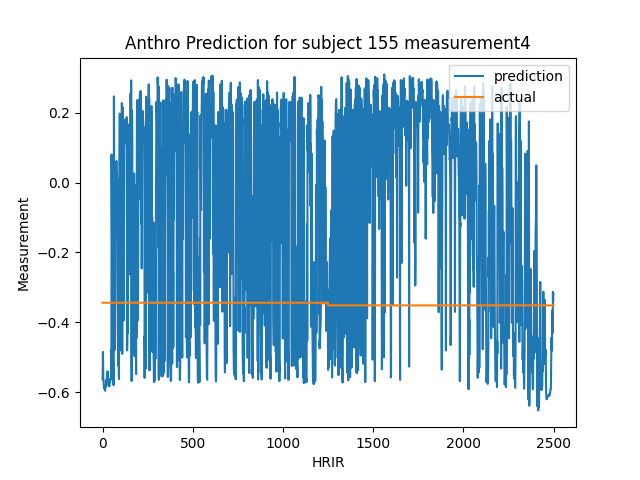 Anthro Prediction for subject 155 measurement4
prediction
actual
0.2
0.0
−0.2
−0.4
−0.6
Measurement
0
500
1000
1500
2000
2500
HRIR